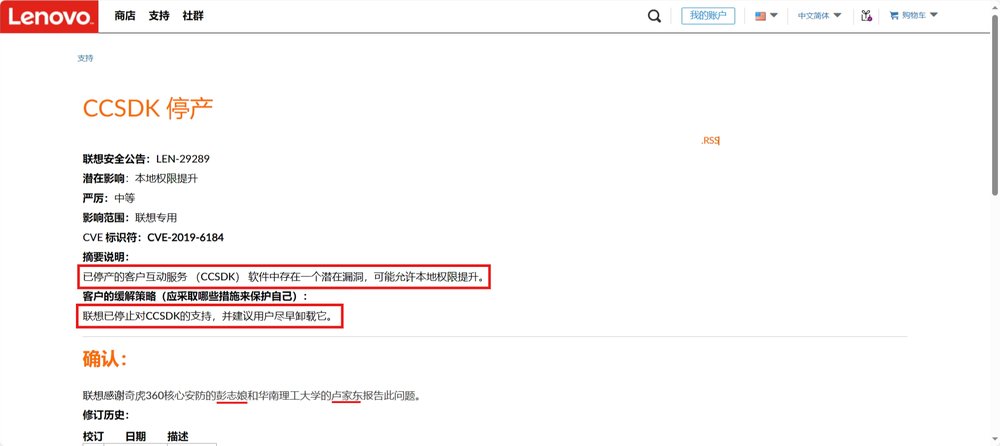 Lenovo 商店 支持 社群 我的账户 中文简体 购物车
支持
CCSDK 停产
.RSS
联想安全公告：LEN-29289
潜在影响：本地权限提升
严厉：中等
影响范围：联想专用
CVE 标识符：CVE-2019-6184
摘要说明：
已停产的客户互动服务 （CCSDK） 软件中存在一个潜在漏洞，可能允许本地权限提升。
客户的缓解策略（应采取哪些措施来保护自己）：
联想已停止对CCSDK的支持，并建议用户尽早卸载它。
确认：
联想感谢奇虎360核心安防的彭志娘和华南理工大学的卢家东报告此问题。
修订历史：
校订 日期 描述